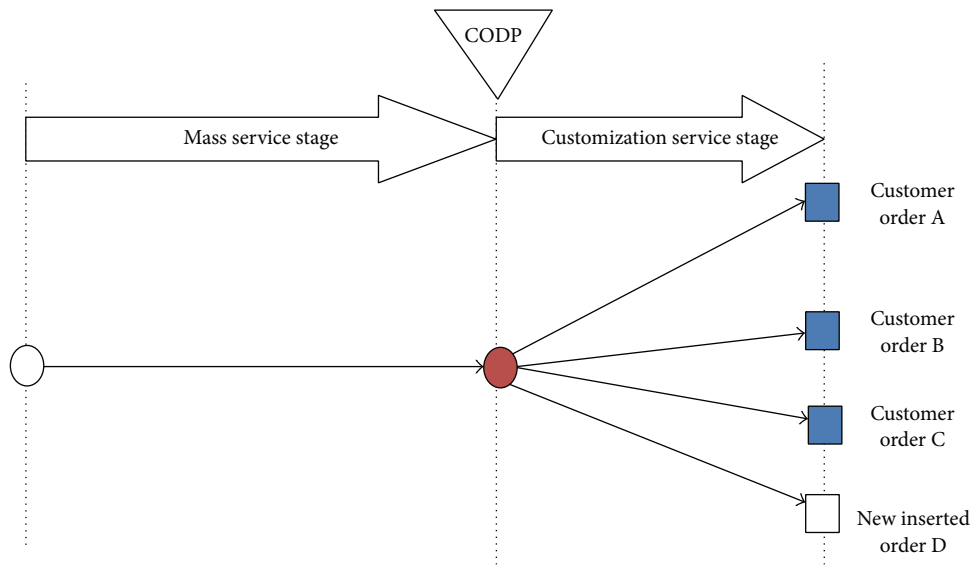 CODP
Mass service stage
Customization service stage
Customer
order A
Customer
order B
Customer
order C
New inserted
order D